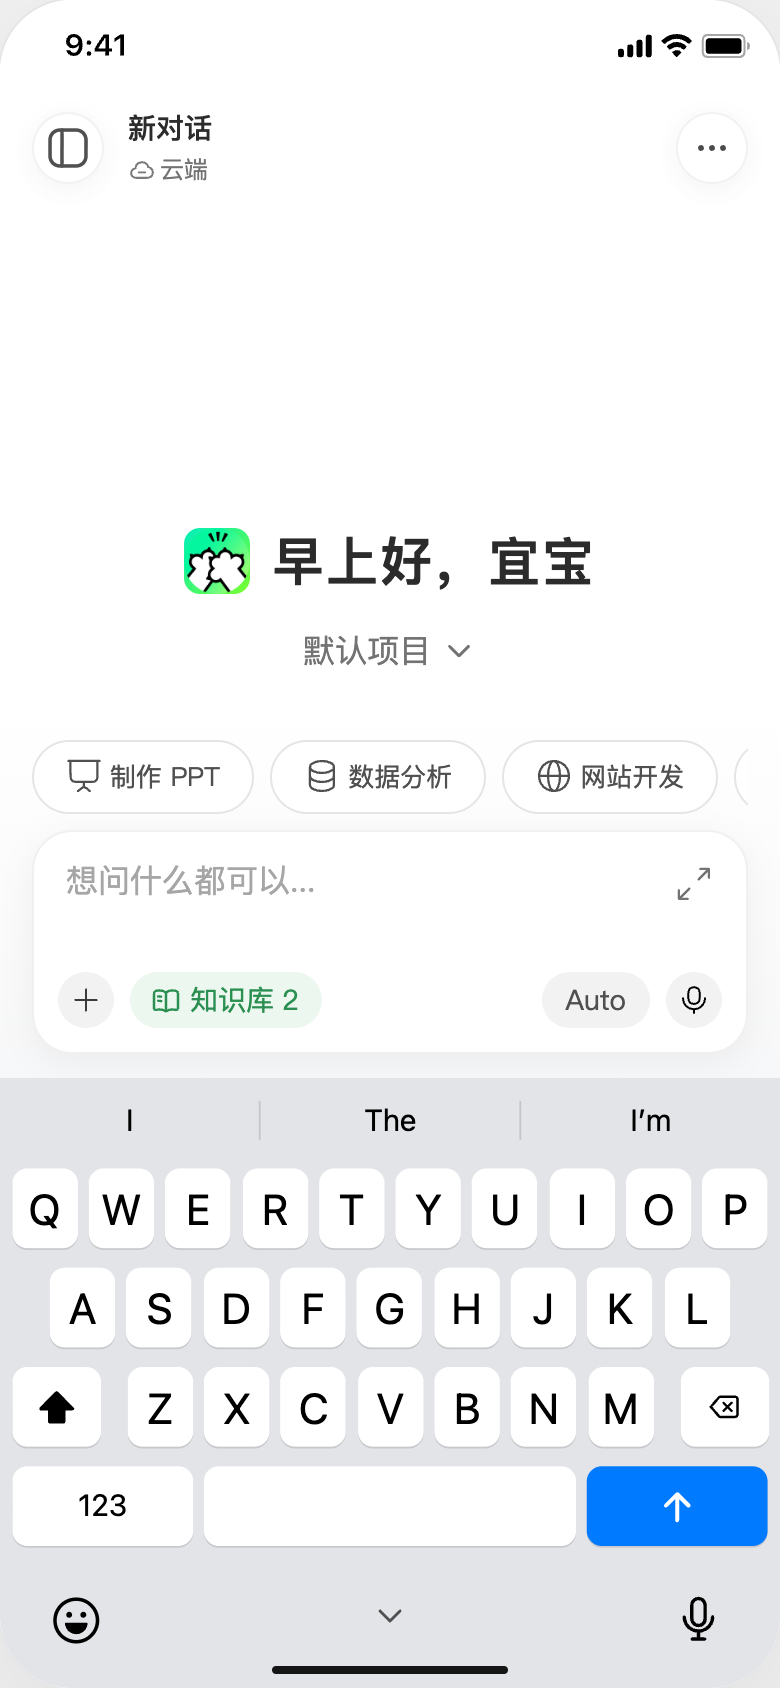 9:41
新对话
云端
早上好，宜宝
默认项目
制作 PPT
数据分析
网站开发
想问什么都可以...
知识库 2
Auto
I
The
I’m
Q W E R T Y U I O P
A S D F G H J K L
Z X C V B N M
123